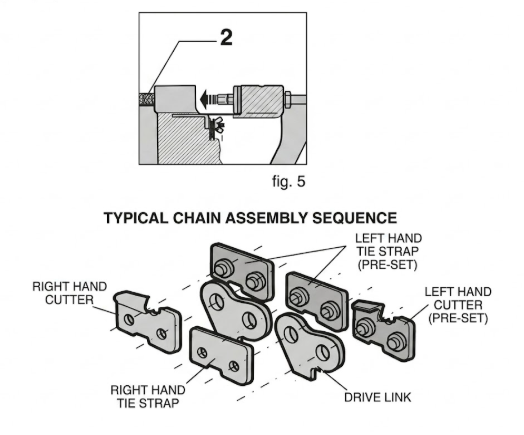 2
fig. 5
TYPICAL CHAIN ASSEMBLY SEQUENCE
LEFT HAND
TIE STRAP
(PRE-SET)
RIGHT HAND
CUTTER
LEFT HAND
CUTTER
(PRE-SET)
RIGHT HAND
TIE STRAP
DRIVE LINK